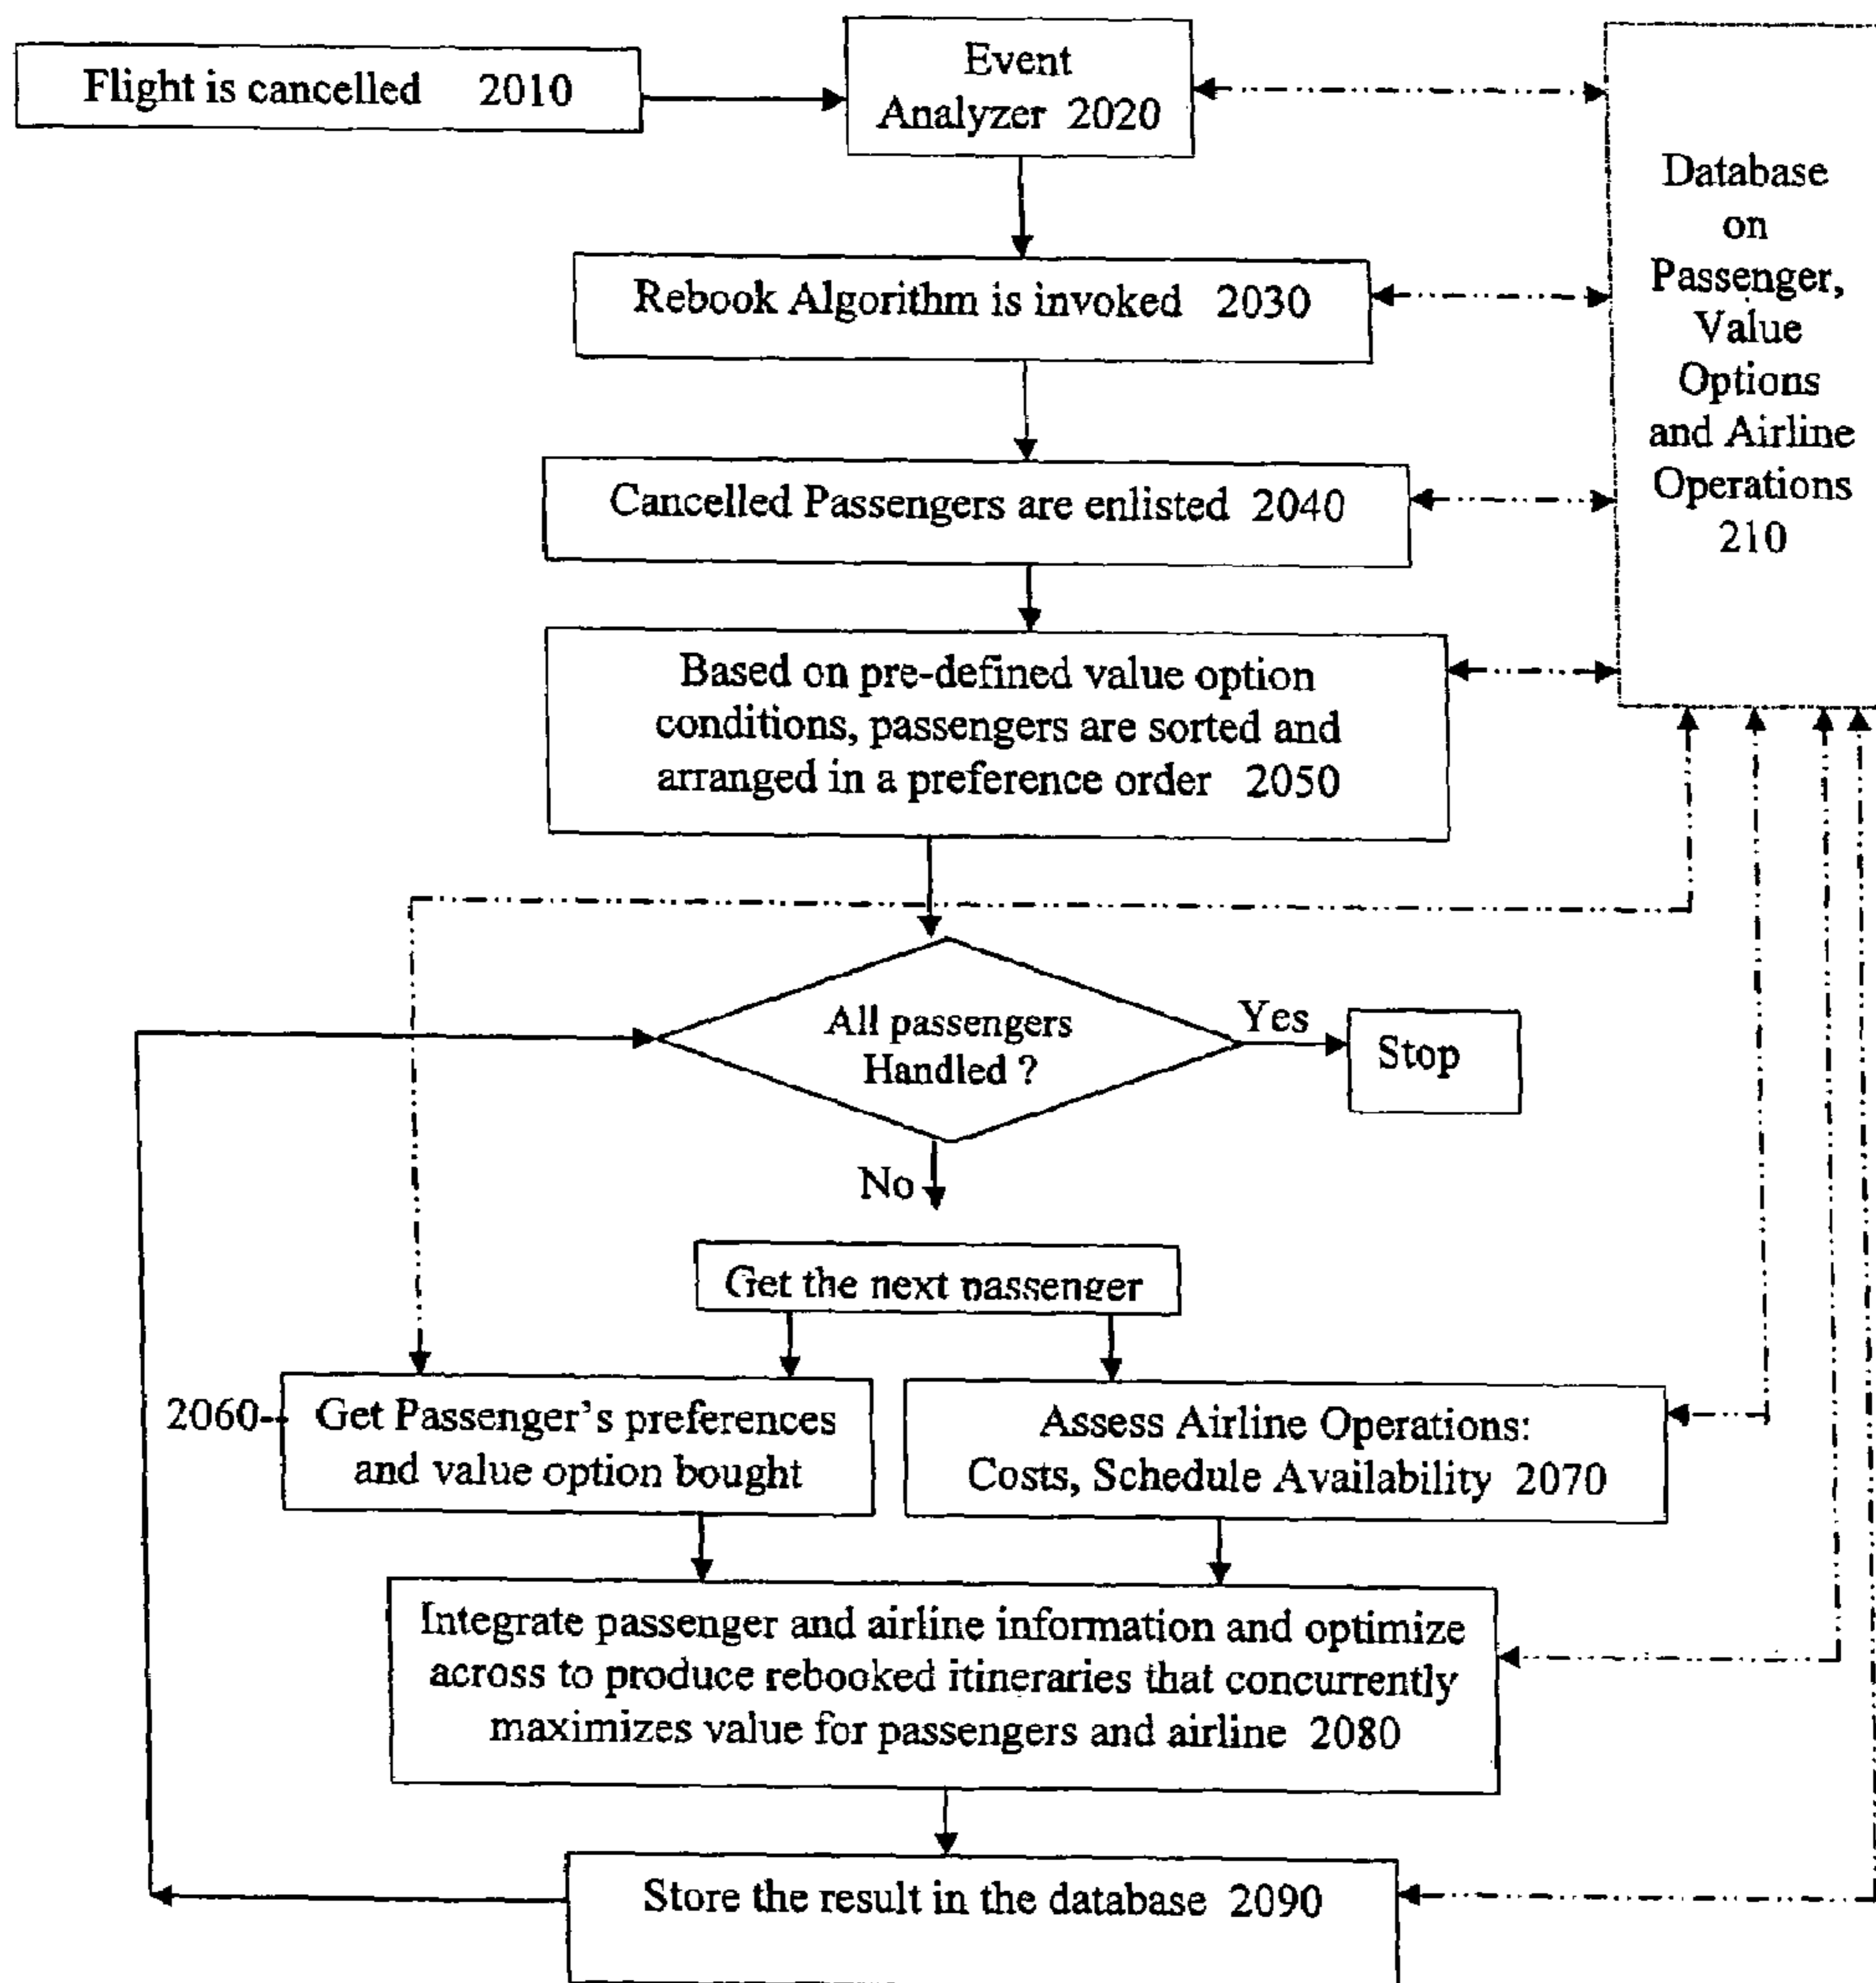 Flight is cancelled 2010
Event
Analyzer 2020
Database
on
Passenger,
Value
Options
and Airline
Operations
210
Rebook Algorithm is invoked 2030
Cancelled Passengers are enlisted 2040
Based on pre-defined value option
conditions, passengers are sorted and
arranged in a preference order 2050
All passengers
Handled ?
Yes
Stop
No
Get the next passenger
2060
Get Passenger's preferences
and value option bought
Assess Airline Operations:
Costs, Schedule Availability 2070
Integrate passenger and airline information and optimize
across to produce rebooked itineraries that concurrently
maximizes value for passengers and airline 2080
Store the result in the database 2090